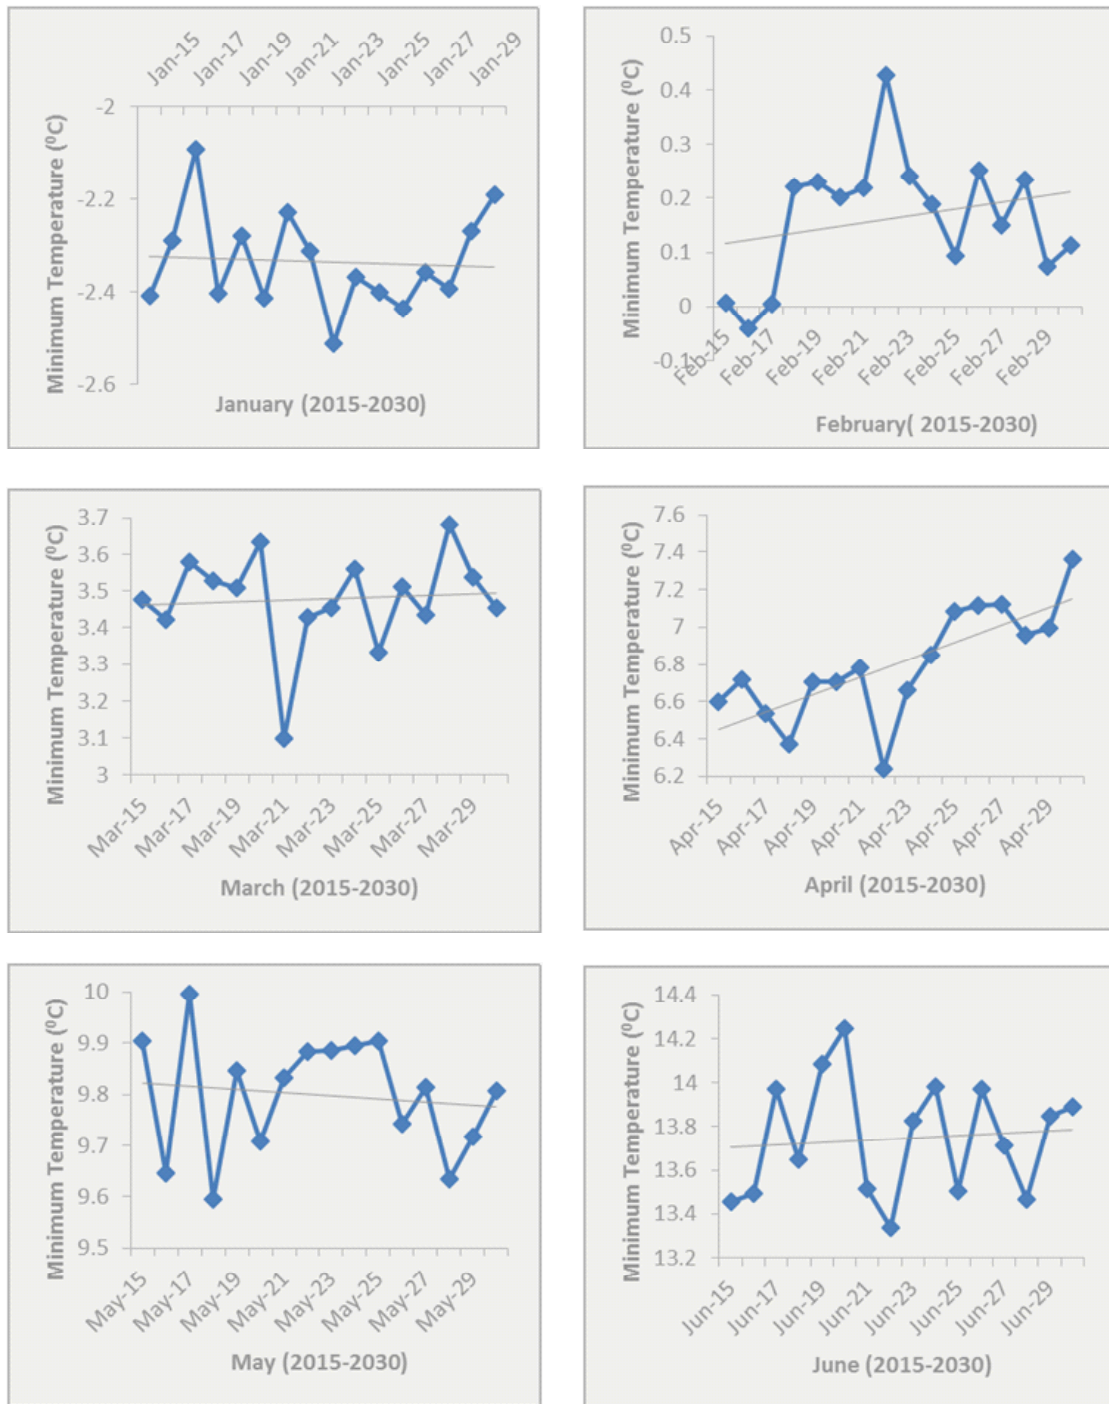 Jan-15 Jan-17 Jan-19 Jan-21 Jan-23 Jan-25 Jan-27 Jan-29
Minimum Temperature (⁰C)
-2
-2.2
-2.4
-2.6
January (2015-2030)
Minimum Temperature (⁰C)
0.5
0.4
0.3
0.2
0.1
0
-0.1
Feb-15 Feb-17 Feb-19 Feb-21 Feb-23 Feb-25 Feb-27 Feb-29
February( 2015-2030)
Minimum Temperature (⁰C)
3.7
3.6
3.5
3.4
3.3
3.2
3.1
3
Mar-15 Mar-17 Mar-19 Mar-21 Mar-23 Mar-25 Mar-27 Mar-29
March (2015-2030)
Minimum Temperature (⁰C)
7.6
7.4
7.2
7
6.8
6.6
6.4
6.2
Apr-15 Apr-17 Apr-19 Apr-21 Apr-23 Apr-25 Apr-27 Apr-29
April (2015-2030)
Minimum Temperature (⁰C)
10
9.9
9.8
9.7
9.6
9.5
May-15 May-17 May-19 May-21 May-23 May-25 May-27 May-29
May (2015-2030)
Minimum Temperature (⁰C)
14.4
14.2
14
13.8
13.6
13.4
13.2
Jun-15 Jun-17 Jun-19 Jun-21 Jun-23 Jun-25 Jun-27 Jun-29
June (2015-2030)